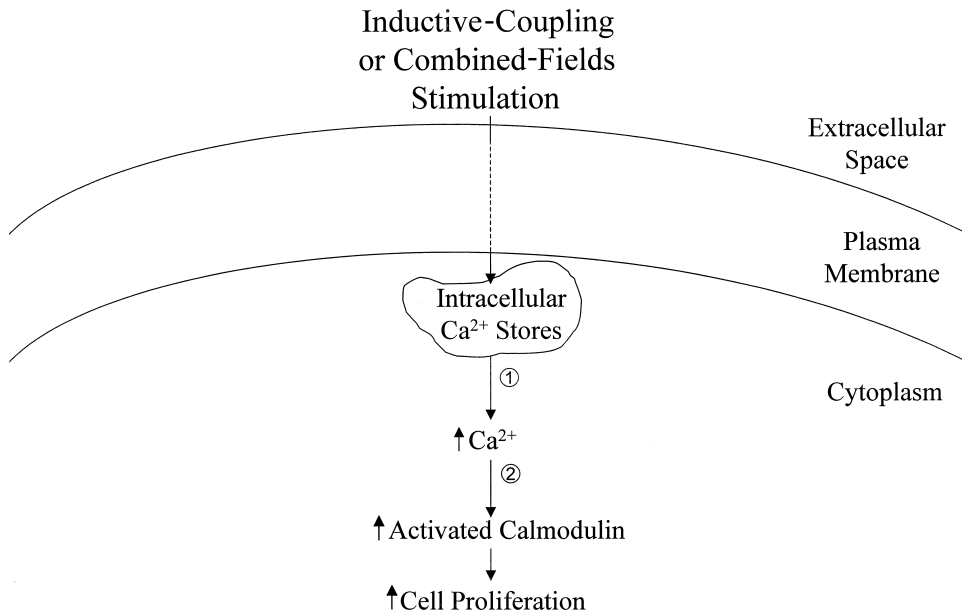 Inductive-Coupling
or Combined-Fields
Stimulation
Extracellular
Space
Plasma
Membrane
Intracellular
Ca²⁺ Stores
①
Cytoplasm
↑Ca²⁺
②
↑Activated Calmodulin
↑Cell Proliferation